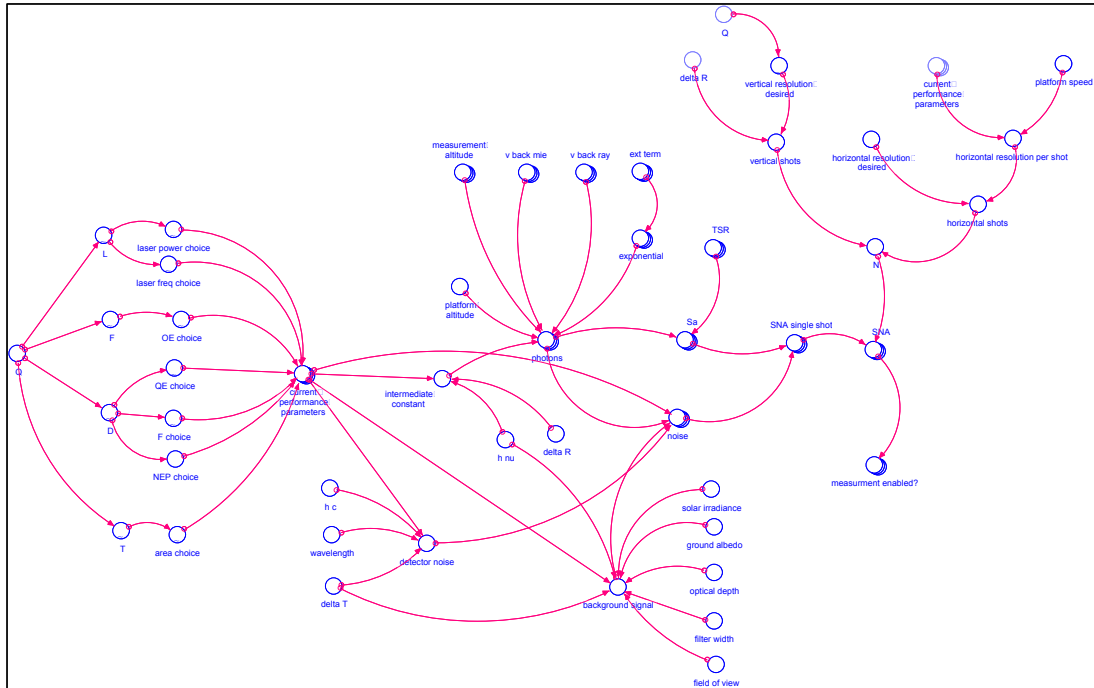 Q
delta R
vertical resolution
desired
current
performance
parameters
platform speed
measurement
altitude
v back mie
v back ray
ext term
vertical shots
horizontal resolution
desired
horizontal resolution per shot
horizontal shots
TSR
L
laser power choice
exponential
N
laser freq choice
platform
altitude
Sa
SNA single shot
SNA
F
OE choice
photons
Q
QE choice
current
performance
parameters
intermediate
constant
D
F choice
noise
h nu
delta R
NEP choice
measurment enabled?
h c
solar irradiance
T
area choice
wavelength
detector noise
ground albedo
delta T
background signal
optical depth
filter width
field of view